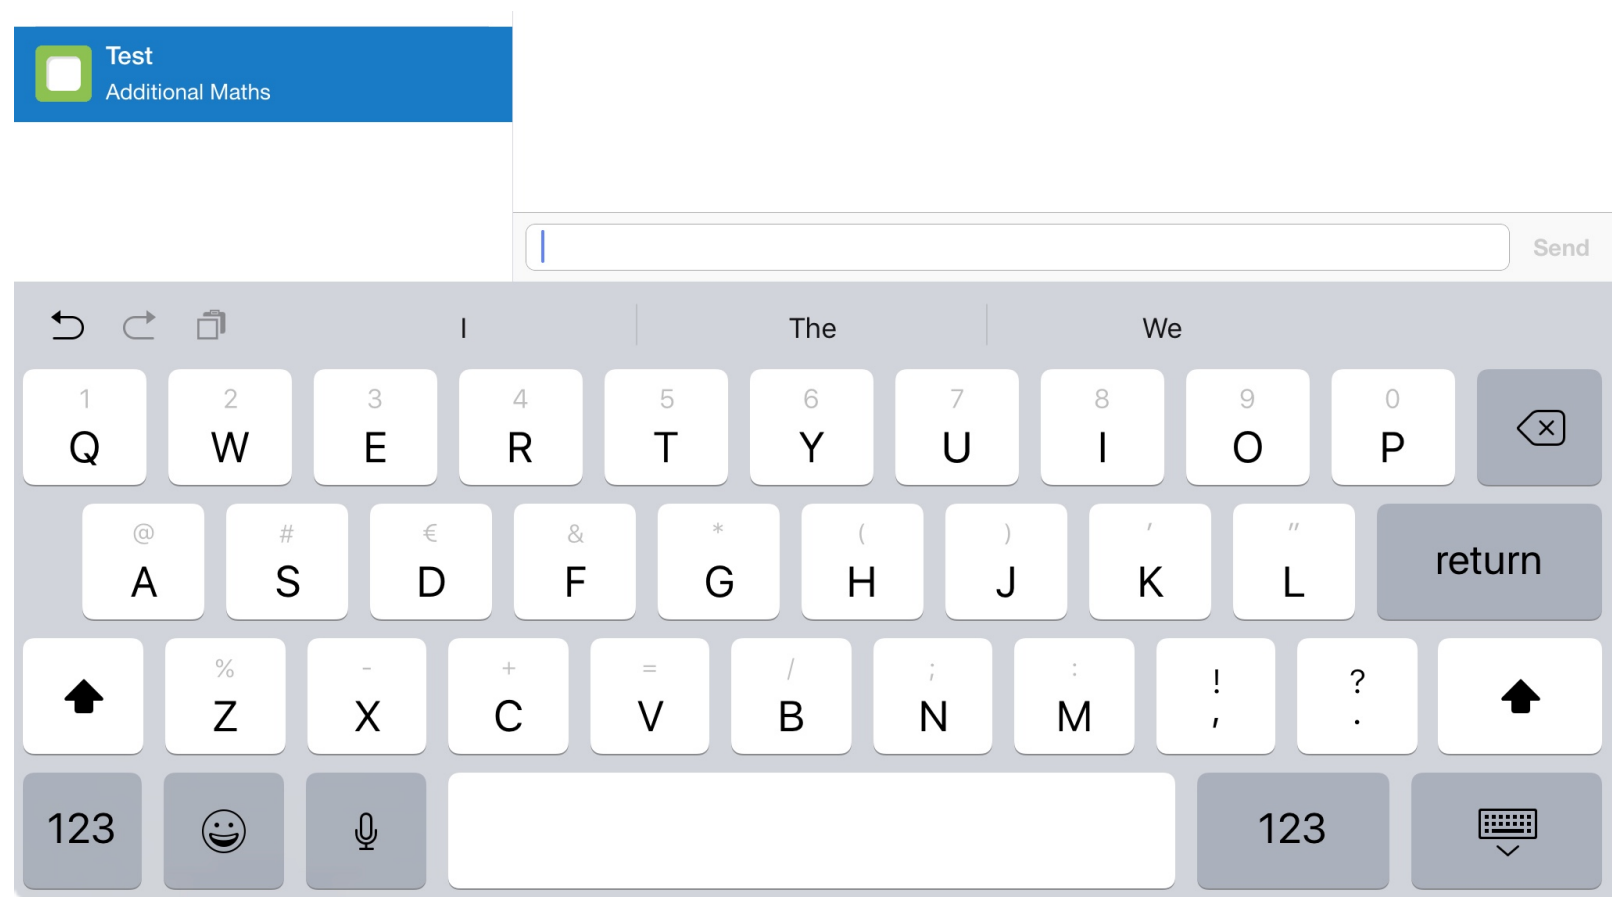 Test
Additional Maths
Send
I The We
1 2 3 4 5 6 7 8 9 0
Q W E R T Y U I O P
@ # € & * ( ) ' "
A S D F G H J K L return
% - + = / ; : ! ?
Z X C V B N M , .
123 123